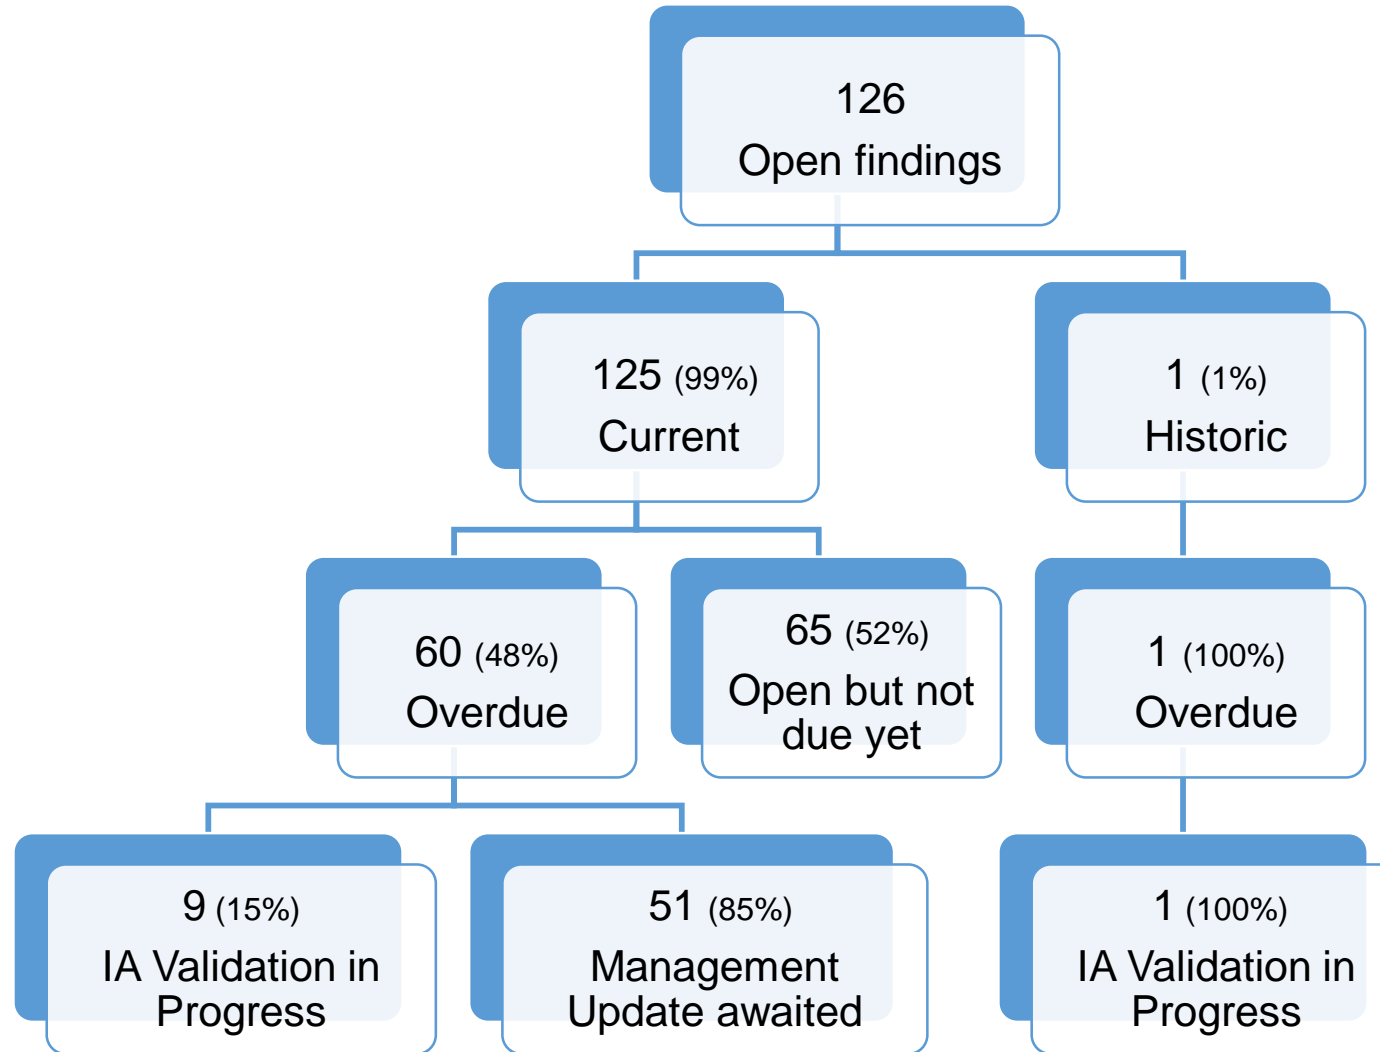 126
Open findings
125 (99%)
Current
1 (1%)
Historic
60 (48%)
Overdue
65 (52%)
Open but not
due yet
1 (100%)
Overdue
9 (15%)
IA Validation in
Progress
51 (85%)
Management
Update awaited
1 (100%)
IA Validation in
Progress